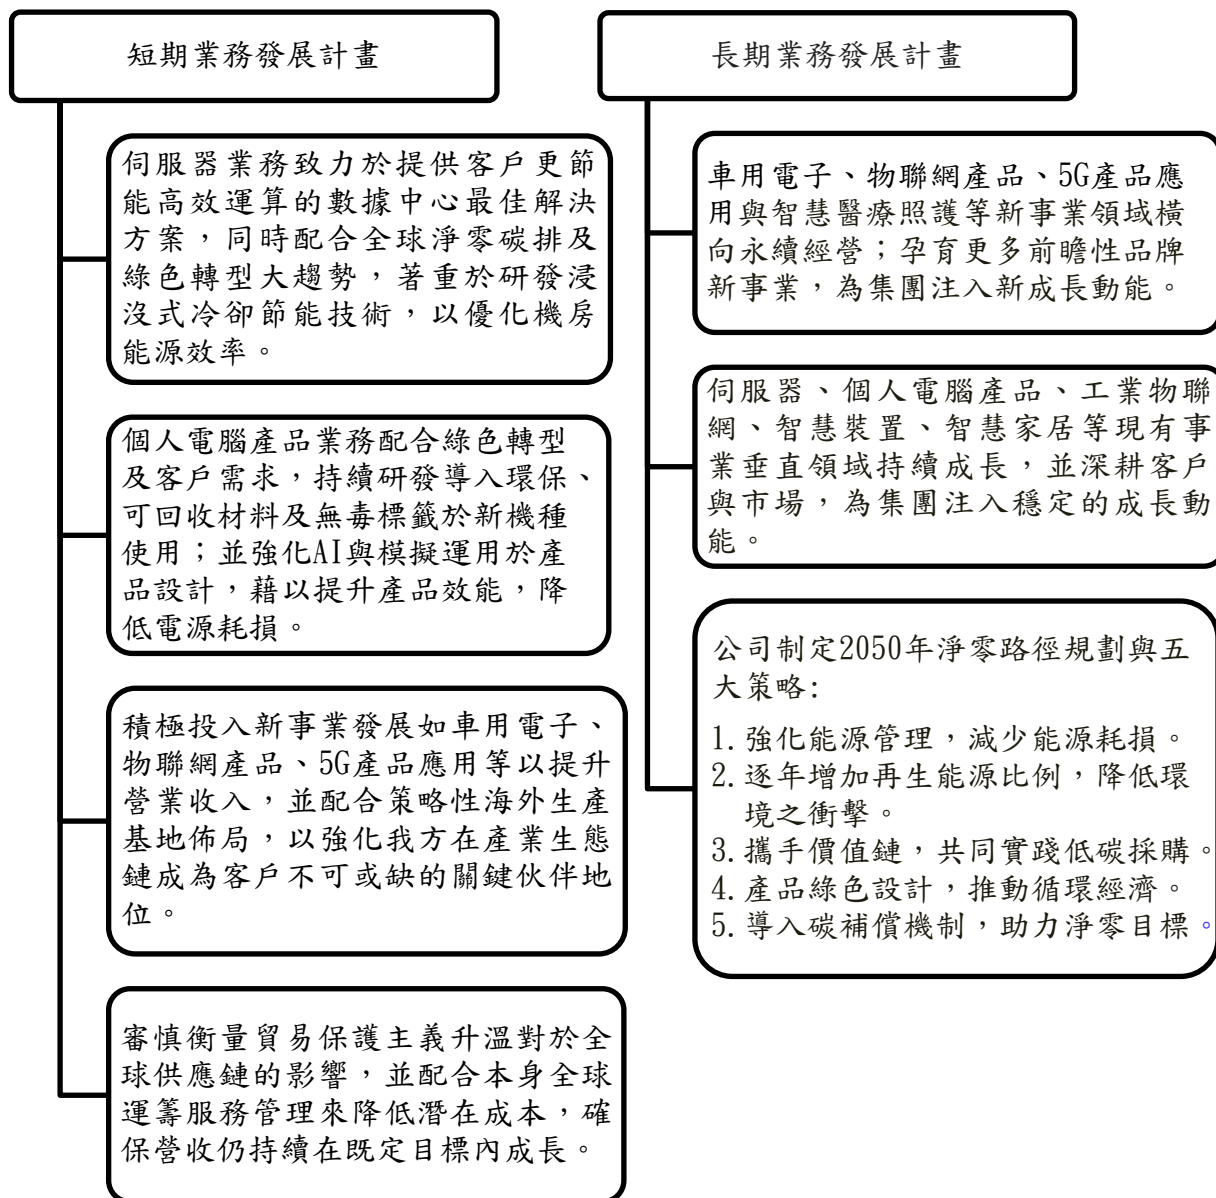 短期業務發展計畫
伺服器業務致力於提供客戶更節
能高效運算的數據中心最佳解決
方案，同時配合全球淨零碳排及
綠色轉型大趨勢，著重於研發浸
沒式冷卻節能技術，以優化機房
能源效率。
個人電腦產品業務配合綠色轉型
及客戶需求，持續研發導入環保、
可回收材料及無毒標籤於新機種
使用；並強化AI與模擬運用於產
品設計，藉以提升產品效能，降
低電源耗損。
積極投入新事業發展如車用電子、
物聯網產品、5G產品應用等以提升
營業收入，並配合策略性海外生產
基地佈局，以強化我方在產業生態
鏈成為客戶不可或缺的關鍵伙伴地
位。
審慎衡量貿易保護主義升溫對於全
球供應鏈的影響，並配合本身全球
運籌服務管理來降低潛在成本，確
保營收仍持續在既定目標內成長。
長期業務發展計畫
車用電子、物聯網產品、5G產品應
用與智慧醫療照護等新事業領域橫
向永續經營；孕育更多前瞻性品牌
新事業，為集團注入新成長動能。
伺服器、個人電腦產品、工業物聯
網、智慧裝置、智慧家居等現有事
業垂直領域持續成長，並深耕客戶
與市場，為集團注入穩定的成長動
能。
公司制定2050年淨零路徑規劃與五
大策略:
1.強化能源管理，減少能源耗損。
2.逐年增加再生能源比例，降低環
境之衝擊。
3.攜手價值鏈，共同實踐低碳採購。
4.產品綠色設計，推動循環經濟。
5.導入碳補償機制，助力淨零目標。